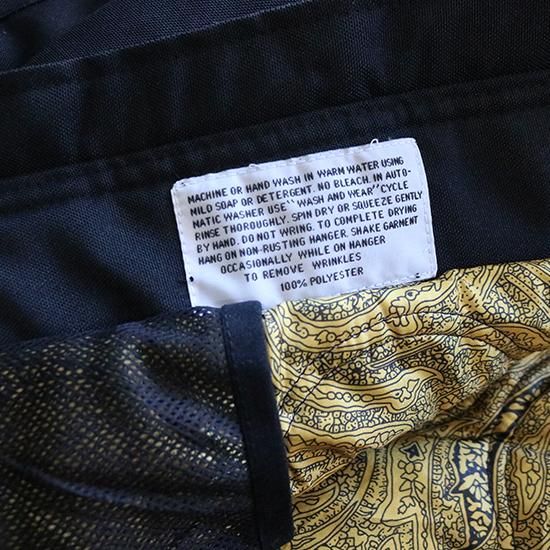 MACHINE OR HAND WASH IN WARM WATER USING
MILD SOAP OR DETERGENT. NO BLEACH. IN AUTO-
MATIC WASHER USE "WASH AND WEAR" CYCLE
RINSE THOROUGHLY. SPIN DRY OR SQUEEZE GENTLY
BY HAND. DO NOT WRING. TO COMPLETE DRYING
HANG ON NON-RUSTING HANGER. SHAKE GARMENT
OCCASIONALLY WHILE ON HANGER
TO REMOVE WRINKLES
100% POLYESTER